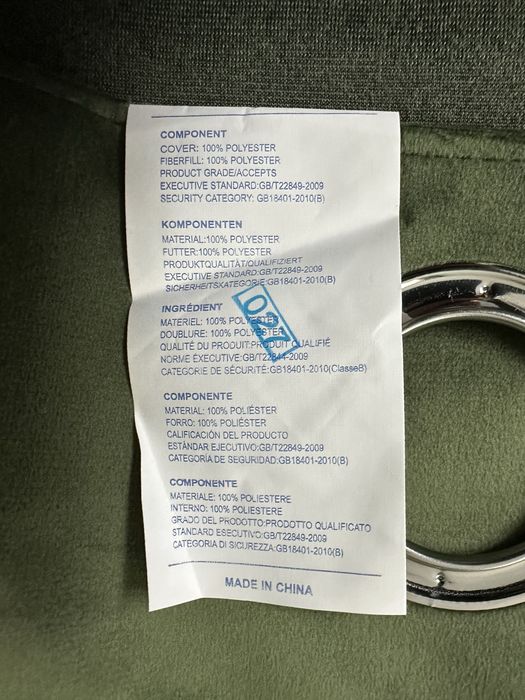 COMPONENT
COVER: 100% POLYESTER
FIBERFILL: 100% POLYESTER
PRODUCT GRADE/ACCEPTS
EXECUTIVE STANDARD:GB/T22849-2009
SECURITY CATEGORY: GB18401-2010(B)
KOMPONENTEN
MATERIAL:100% POLYESTER
FUTTER:100% POLYESTER
PRODUKTQUALITÄT/QUALIFIZIERT
EXECUTIVE STANDARD:GB/T22849-2009
SICHERHEITSKATEGORIE:GB18401-2010(B)
027
INGRÉDIENT
MATERIEL: 100% POLYESTER
DOUBLURE: 100% POLYESTER
QUALITÉ DU PRODUIT:PRODUIT QUALIFIÉ
NORME EXECUTIVE:GB/T22844-2009
CATEGORIE DE SÉCURITÉ:GB18401-2010(ClasseB)
COMPONENTE
MATERIAL: 100% POLIÉSTER
FORRO: 100% POLIÉSTER
CALIFICACIÓN DEL PRODUCTO
ESTÁNDAR EJECUTIVO:GB/T22849-2009
CATEGORÍA DE SEGURIDAD:GB18401-2010(B)
COMPONENTE
MATERIALE: 100% POLIESTERE
INTERNO: 100% POLIESTERE
GRADO DEL PRODOTTO:PRODOTTO QUALIFICATO
STANDARD ESECUTIVO:GB/T22849-2009
CATEGORIA DI SICUREZZA:GB18401-2010(B)
MADE IN CHINA